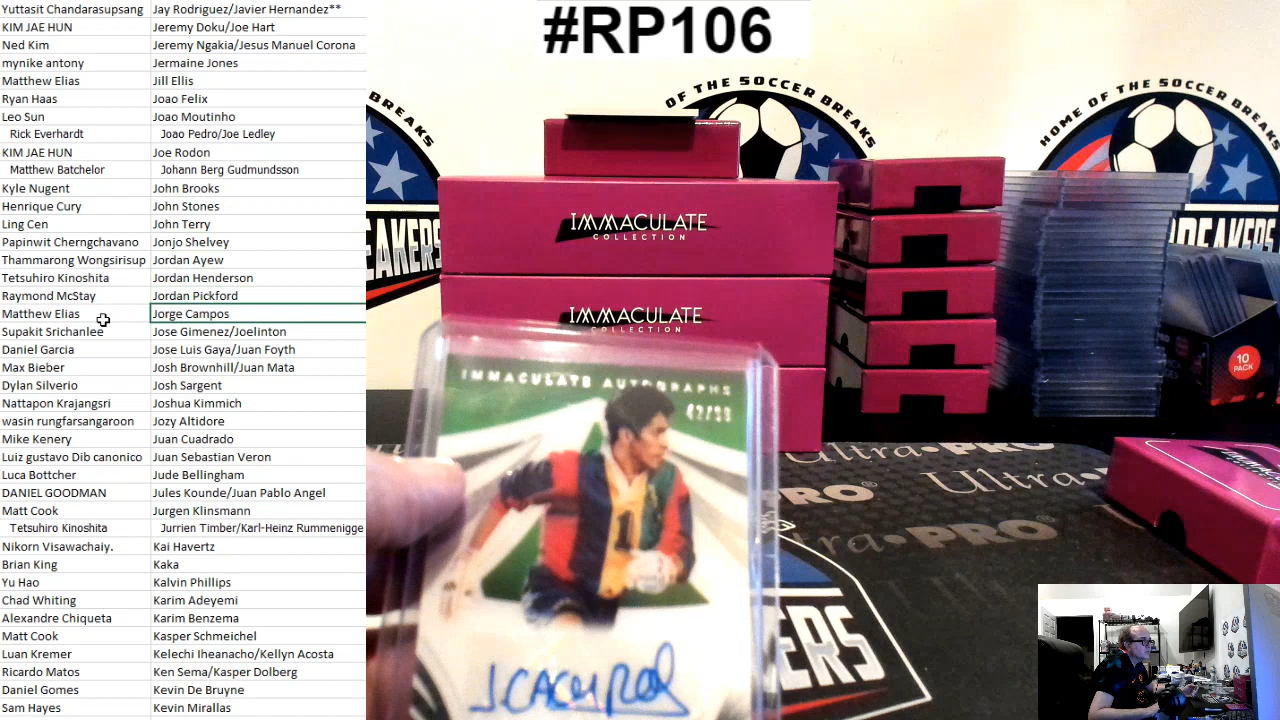 Yuttasit Chandarasupsang Jay Rodriguez/Javier Hernandez**
KIM JAE HUN Jeremy Doku/Joe Hart
Ned Kim Jeremy Ngakia/Jesus Manuel Corona
mynike antony Jermaine Jones
Matthew Elias Jill Ellis
Ryan Haas Joao Felix
Leo Sun Joao Moutinho
Alex Everhardt Joao Pedro/Joe Ledley
KIM JAE HUN Joe Rodon
Matthew Batchelor Johann Berg Gudmundsson
Kyle Nugent John Brooks
Henrique Cury John Stones
Ling Cen John Terry
Papinwit Cherngchavano Jonjo Shelvey
Thammarong Wongsirisup Jordan Ayew
Tetsuhiro Kinoshita Jordan Henderson
Raymond McStay Jordan Pickford
Matthew Elias Jorge Campos
Supakit Srichanlee Jose Gimenez/Joelinton
Daniel Garcia Jose Luis Gaya/Juan Foyth
Max Bieber Josh Brownhill/Juan Mata
Dylan Silverio Josh Sargent
Nattapon Krajangsri Joshua Kimmich
wasin rungfarsangaroon Jozy Altidore
Mike Kenery Juan Cuadrado
Luiz gustavo Dib canonico Juan Sebastian Veron
Luca Bottcher Jude Bellingham
DANIEL GOODMAN Jules Kounde/Juan Pablo Angel
Matt Cook Jurgen Klinsmann
Tetsuhiro Kinoshita Jurrien Timber/Karl-Heinz Rummenigge
Nikorn Visawachaiy. Kai Havertz
Brian King Kaka
Yu Hao Kalvin Phillips
Chad Whiting Karim Adeyemi
Alexandre Chiqueta Karim Benzema
Matt Cook Kasper Schmeichel
Luan Kremer Kelechi Iheanacho/Kellyn Acosta
Ricardo Matos Ken Sema/Kasper Dolberg
Daniel Gomes Kevin De Bruyne
Sam Hayes Kevin Mirallas
#RP106
BREAKS
OF THE SOCCER BREAKS
HOME OF THE SOCCER BREAKS
EAKERS
BREAKERS
IMMACULATE
COLLECTION
IMMACULATE
COLLECTION
10
PACK
IMMACULATE AUTOGRAPHS
1
Ultra•PRO
PRO
Ultra•
Ultra•PRO
KERS